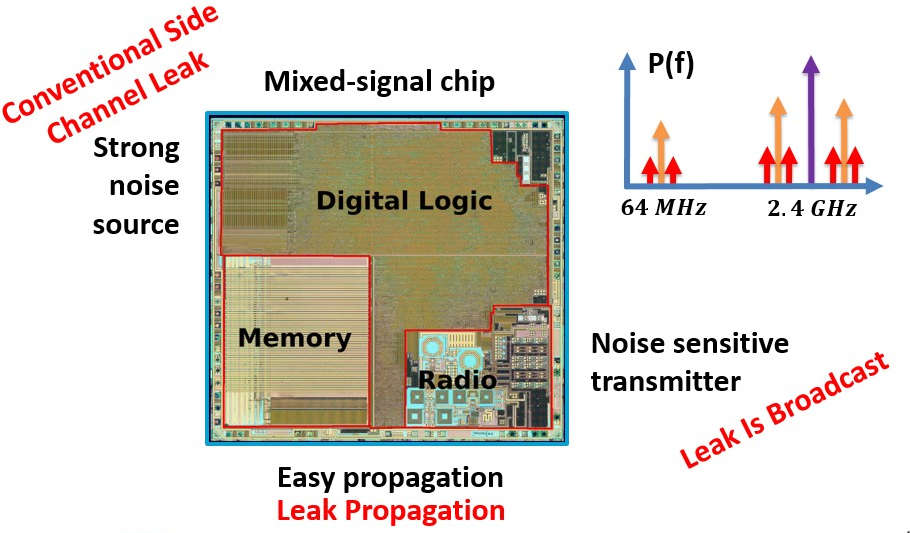 Conventional Side
Channel Leak
Mixed-signal chip
P(f)
Strong
noise
source
Digital Logic
64 MHz
2.4 GHz
Memory
Radio
Noise sensitive
transmitter
Leak Is Broadcast
Easy propagation
Leak Propagation